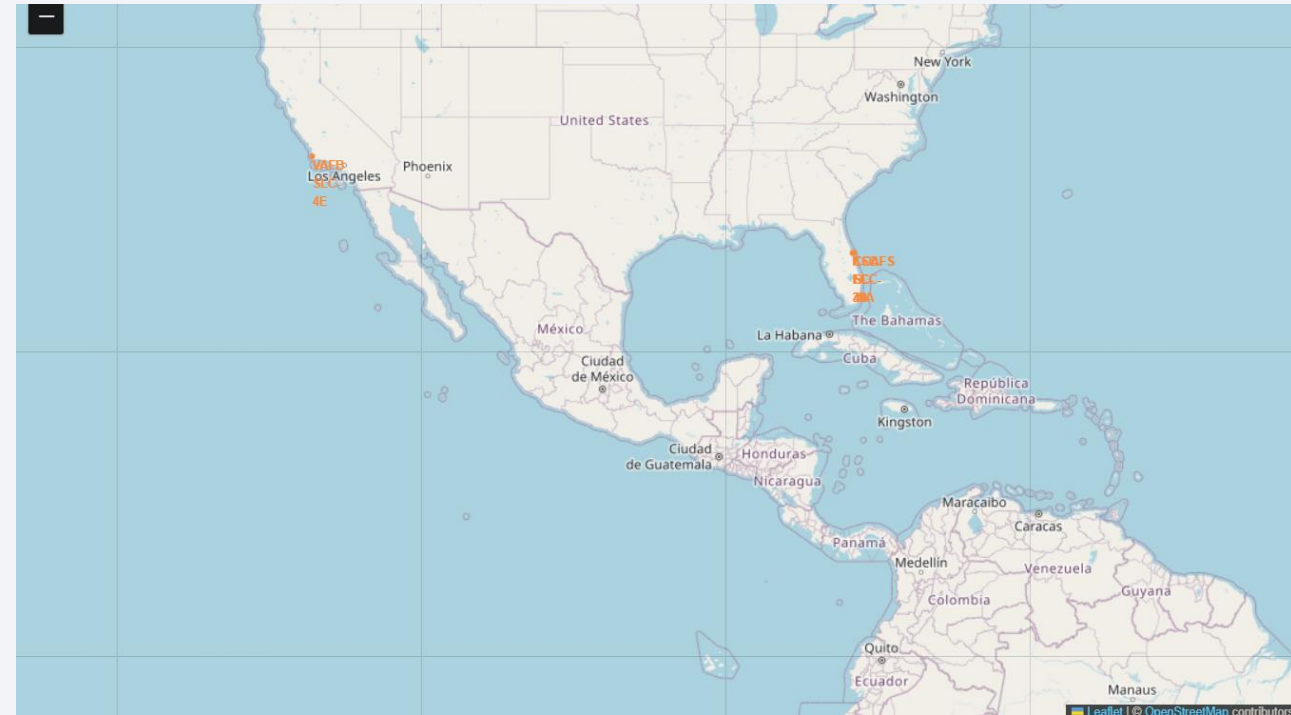 −
New York
Washington
United States
Phoenix
VAFB
Los Angeles
SLC-
4E
The Bahamas
La Habana
México
Cuba
Ciudad
de México
República
Dominicana
Kingston
Ciudad
de Guatemala
Honduras
Nicaragua
Maracaibo
Caracas
Panamá
Medellín
Venezuela
Guyana
Colombia
Quito
Ecuador
Manaus
Leaflet | © OpenStreetMap contributors